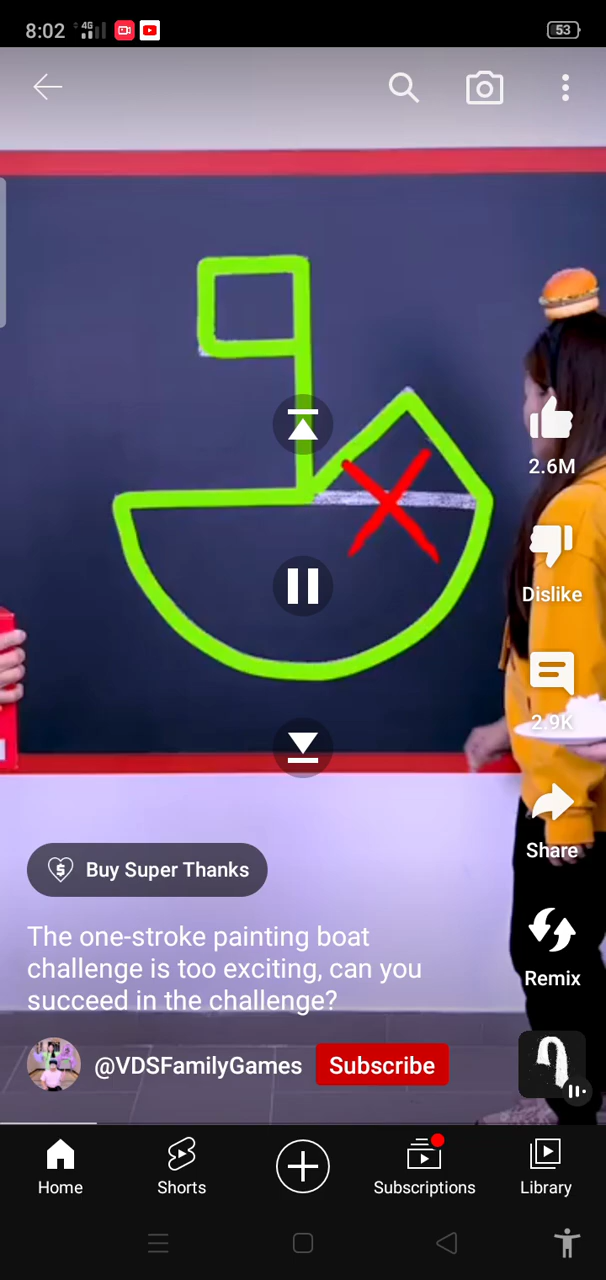 8:02
4G
53
2.6M
Dislike
2.9K
Share
Remix
Buy Super Thanks
The one-stroke painting boat
challenge is too exciting, can you
succeed in the challenge?
@VDSFamilyGames
Subscribe
Home
Shorts
Subscriptions
Library